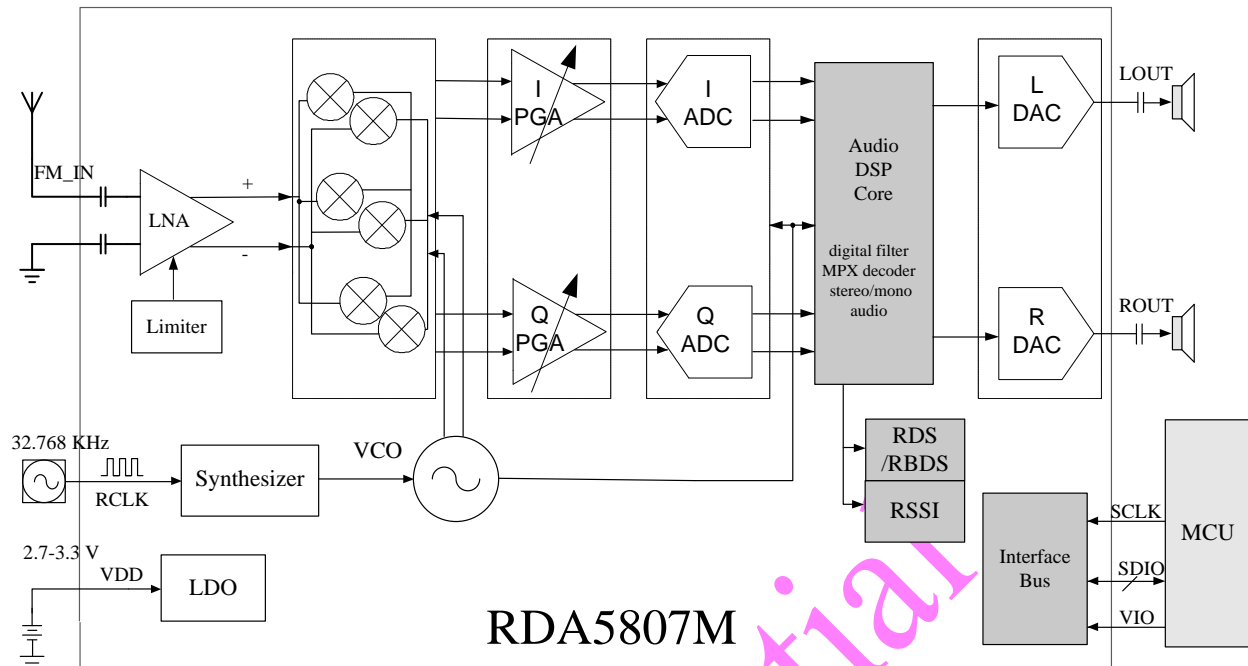 FM_IN
LNA
+
-
Limiter
I
PGA
I
ADC
Q
PGA
Q
ADC
Audio
DSP
Core
digital filter
MPX decoder
stereo/mono
audio
L
DAC
R
DAC
LOUT
ROUT
32.768 KHz
RCLK
Synthesizer
VCO
RDS
/RBDS
RSSI
2.7-3.3 V
VDD
LDO
Interface
Bus
SCLK
SDIO
VIO
MCU
RDA5807M
tial